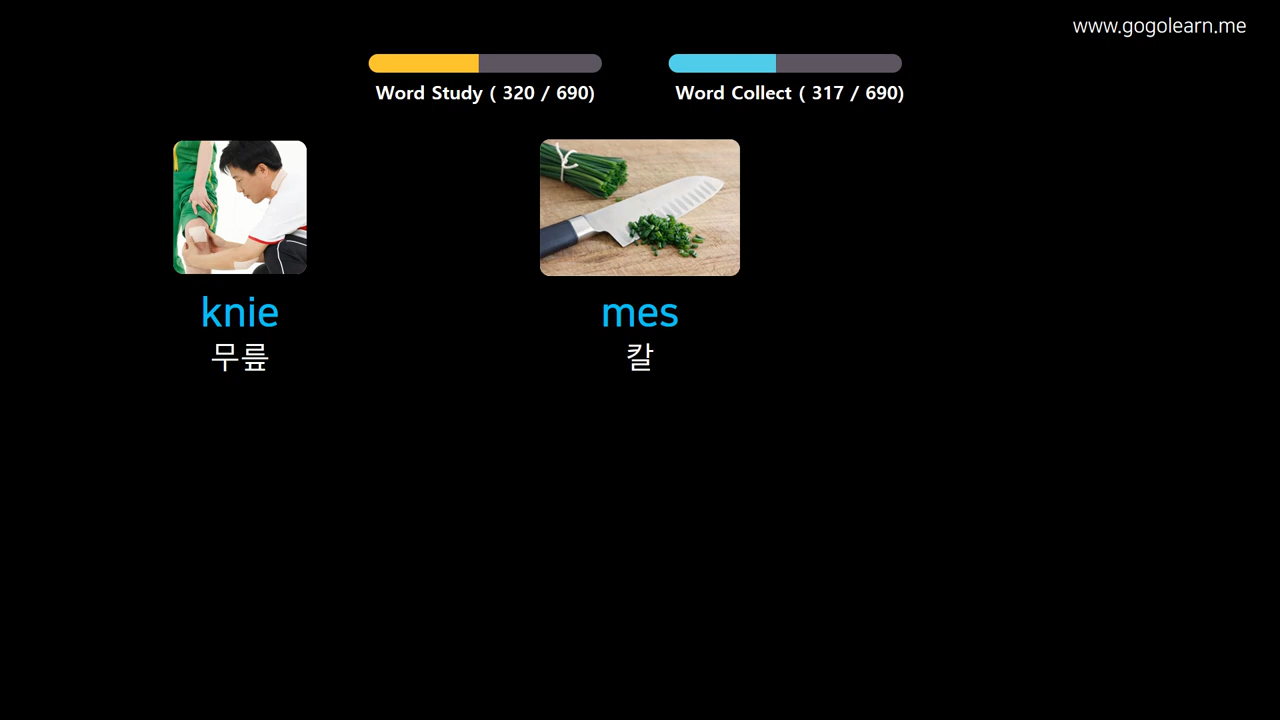 www.gogolearn.me
Word Study ( 320 / 690)
Word Collect ( 317 / 690)
knie
무릎
mes
칼